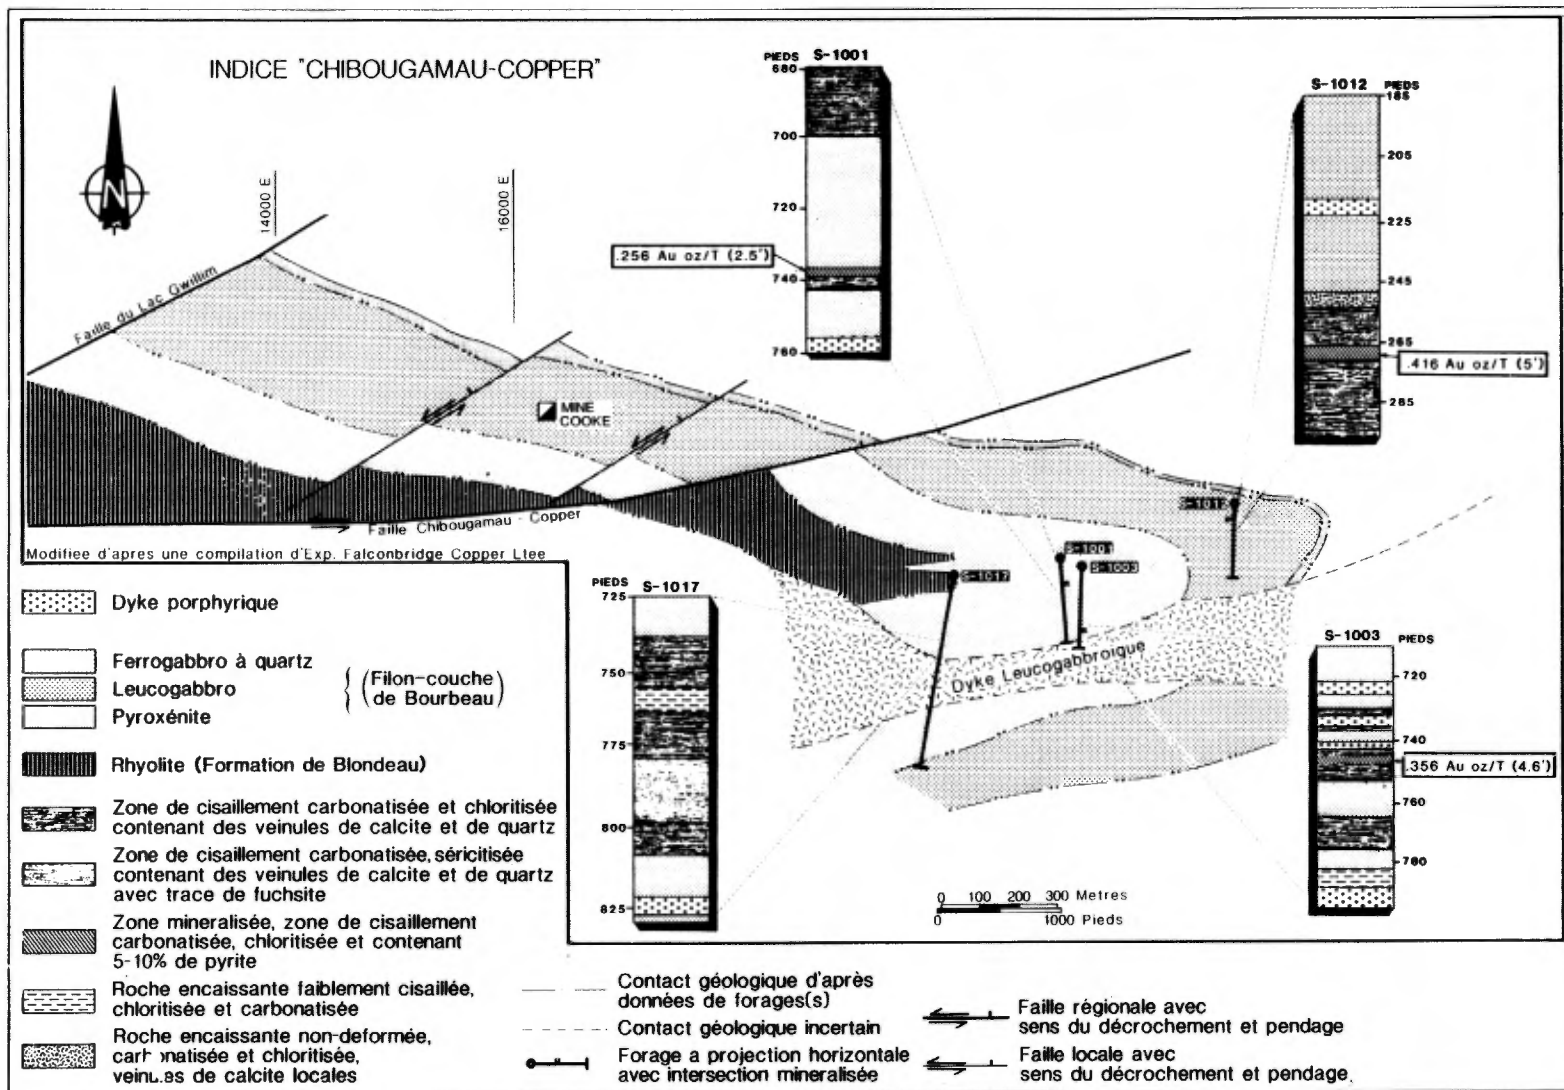 INDICE "CHIBOUGAMAU-COPPER"
N
14000 E
16000 E
Faille du Lac Gwillim
MINE
COOKE
Faille Chibougamau - Copper
Modifiee d'apres une compilation d'Exp. Falconbridge Copper Ltee
PIEDS S-1001
680
700
720
740
760
.256 Au oz/T (2.5')
S-1012 PIEDS
185
205
225
245
265
285
.416 Au oz/T (5')
S-1012
S-1001
S-1003
S-1017
Dyke Leucogabbroique
PIEDS S-1017
725
750
775
800
825
S-1003 PIEDS
720
740
760
780
.356 Au oz/T (4.6')
0 100 200 300 Metres
0 1000 Pieds
Dyke porphyrique
Ferrogabbro à quartz
Leucogabbro
Pyroxénite
(Filon-couche
de Bourbeau)
Rhyolite (Formation de Blondeau)
Zone de cisaillement carbonatisée et chloritisée
contenant des veinules de calcite et de quartz
Zone de cisaillement carbonatisée, séricitisée
contenant des veinules de calcite et de quartz
avec trace de fuchsite
Zone mineralisée, zone de cisaillement
carbonatisée, chloritisée et contenant
5-10% de pyrite
Roche encaissante faiblement cisaillée,
chloritisée et carbonatisée
Roche encaissante non-deformée,
carbonatisée et chloritisée,
veinules de calcite locales
Contact géologique d'après
données de forages(s)
Contact géologique incertain
Forage a projection horizontale
avec intersection mineralisée
Faille régionale avec
sens du décrochement et pendage
Faille locale avec
sens du décrochement et pendage.